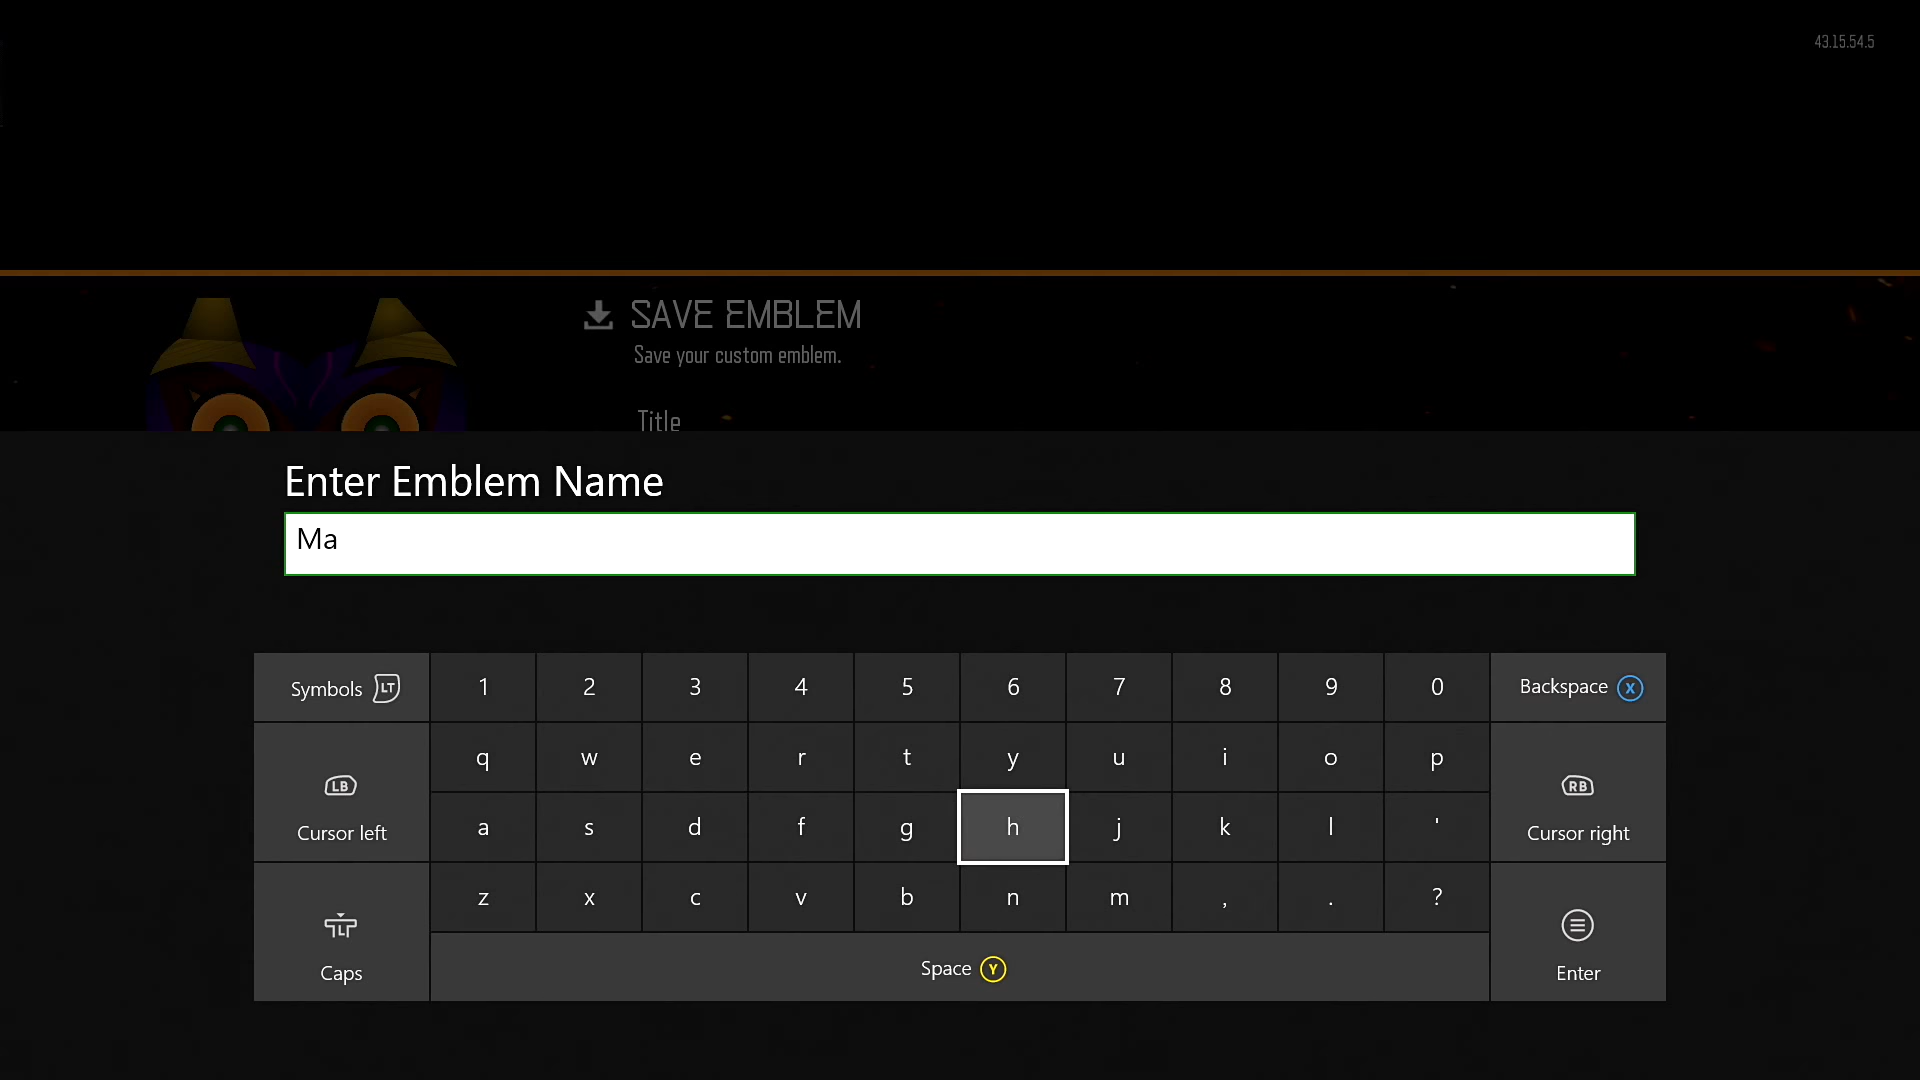 43.15.54.5
SAVE EMBLEM
Save your custom emblem.
Title
Enter Emblem Name
Ma
Symbols LT 1 2 3 4 5 6 7 8 9 0 Backspace X
q w e r t y u i o p
LB RB
Cursor left a s d f g h j k l ' Cursor right
z x c v b n m , . ?
Caps Space Y Enter